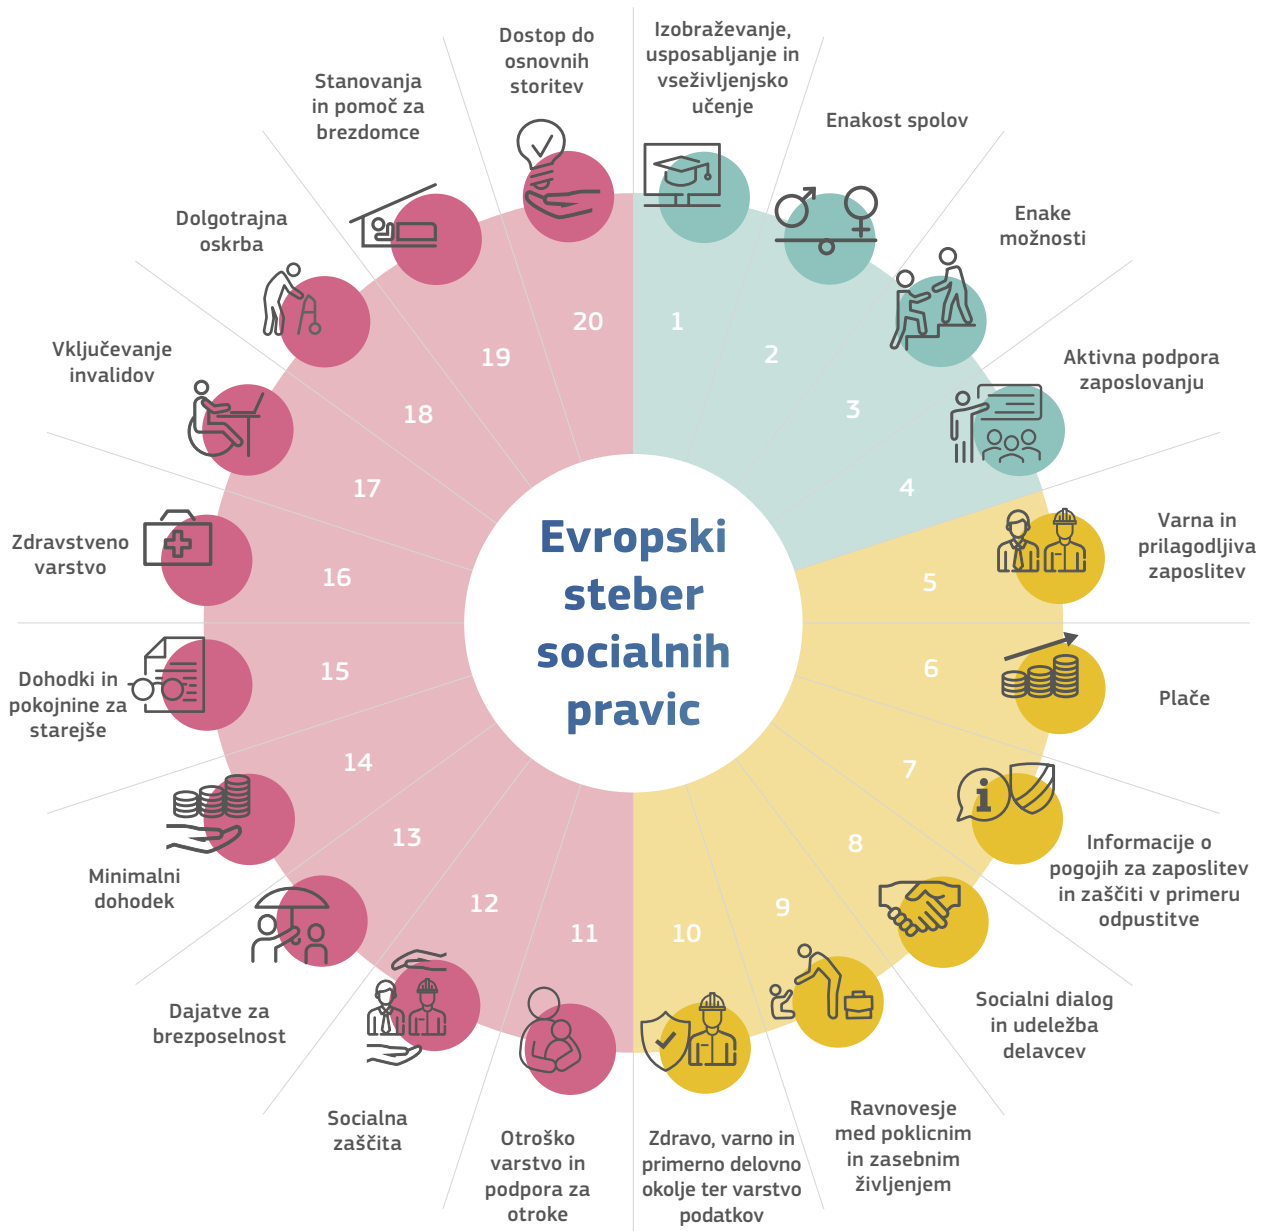 Evropski
steber
socialnih
pravic
1
Izobraževanje,
usposabljanje in
vseživljenjsko
učenje
2
Enakost spolov
3
Enake
možnosti
4
Aktivna podpora
zaposlovanju
5
Varna in
prilagodljiva
zaposlitev
6
Plače
7
Informacije o
pogojih za zaposlitev
in zaščiti v primeru
odpustitve
8
Socialni dialog
in udeležba
delavcev
9
Ravnovesje
med poklicnim
in zasebnim
življenjem
10
Zdravo, varno in
primerno delovno
okolje ter varstvo
podatkov
11
Otroško
varstvo in
podpora za
otroke
12
Socialna
zaščita
13
Dajatve za
brezposelnost
14
Minimalni
dohodek
15
Dohodki in
pokojnine za
starejše
16
Zdravstveno
varstvo
17
Vključevanje
invalidov
18
Dolgotrajna
oskrba
19
Stanovanja
in pomoč za
brezdomce
20
Dostop do
osnovnih
storitev
i